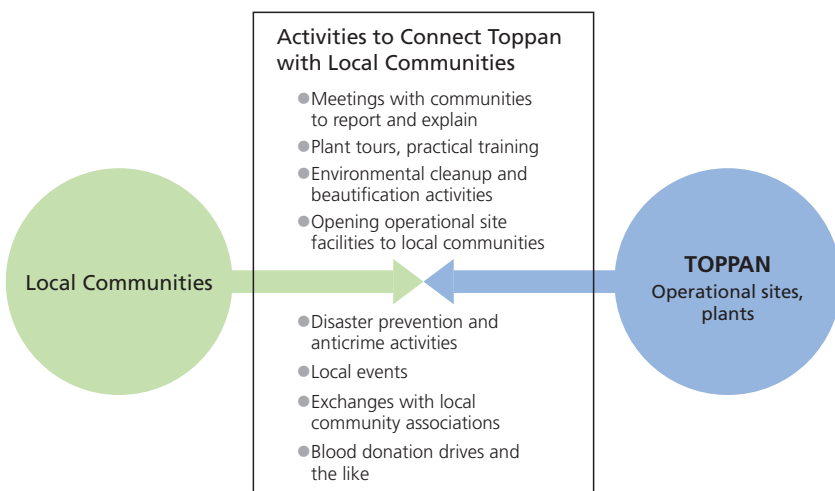 Activities to Connect Toppan
with Local Communities
●Meetings with communities
to report and explain
●Plant tours, practical training
●Environmental cleanup and
beautification activities
●Opening operational site
facilities to local communities
Local Communities
TOPPAN
Operational sites,
plants
●Disaster prevention and
anticrime activities
●Local events
●Exchanges with local
community associations
●Blood donation drives and
the like